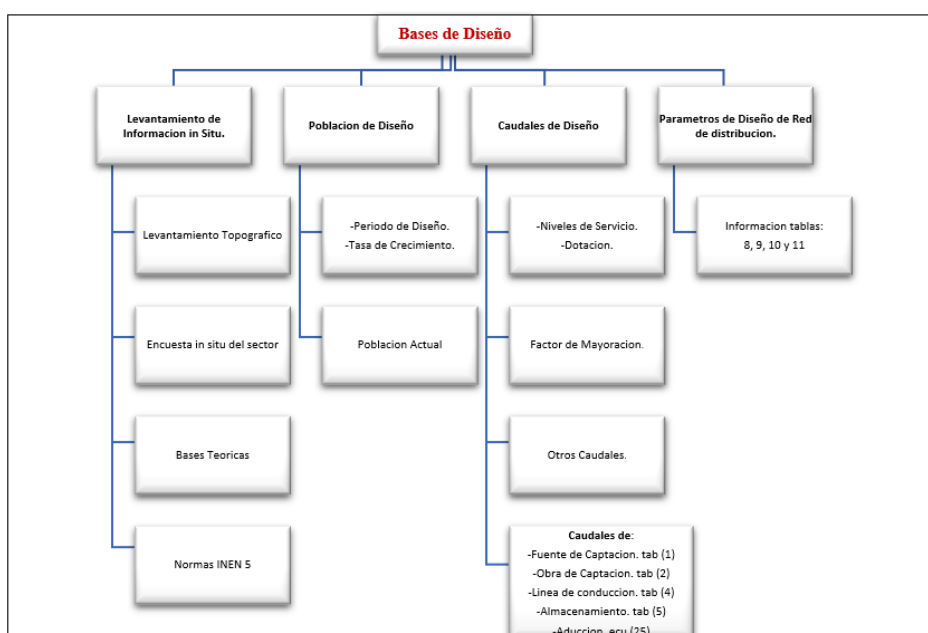 Bases de Diseño
Levantamiento de
Informacion in Situ.
Levantamiento Topografico
Encuesta in situ del sector
Bases Teoricas
Normas INEN 5
Poblacion de Diseño
-Periodo de Diseño.
-Tasa de Crecimiento.
Poblacion Actual
Caudales de Diseño
-Niveles de Servicio.
-Dotacion.
Factor de Mayoracion.
Otros Caudales.
Caudales de:
-Fuente de Captacion. tab (1)
-Obra de Captacion. tab (2)
-Linea de conduccion. tab (4)
-Almacenamiento. tab (5)
-Aduccion. ecu (25)
Parametros de Diseño de Red
de distribucion.
Informacion tablas:
8, 9, 10 y 11